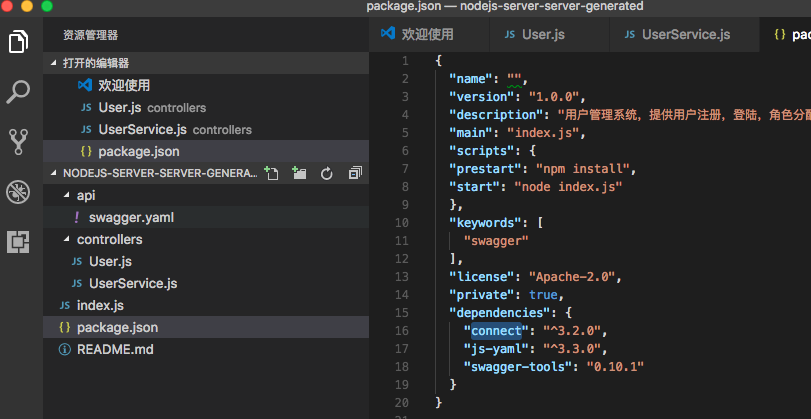 package.json — nodejs-server-server-generated
资源管理器
打开的编辑器
欢迎使用
JS User.js controllers
JS UserService.js controllers
{} package.json
NODEJS-SERVER-SERVER-GENERA...
api
! swagger.yaml
controllers
JS User.js
JS UserService.js
JS index.js
{} package.json
README.md
欢迎使用
JS User.js
JS UserService.js
{} pac
1 {
2 "name": "",
3 "version": "1.0.0",
4 "description": "用户管理系统，提供用户注册，登陆，角色分配
5 "main": "index.js",
6 "scripts": {
7 "prestart": "npm install",
8 "start": "node index.js"
9 },
10 "keywords": [
11 "swagger"
12 ],
13 "license": "Apache-2.0",
14 "private": true,
15 "dependencies": {
16 "connect": "^3.2.0",
17 "js-yaml": "^3.3.0",
18 "swagger-tools": "0.10.1"
19 }
20 }